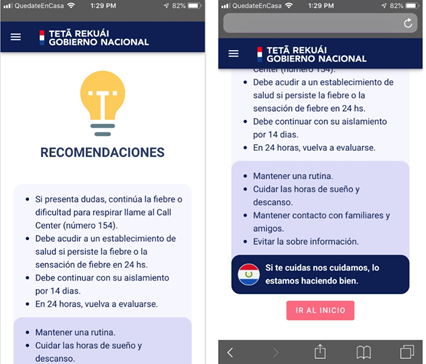 QuedateEnCasa
1:29 PM
82%
TETÃ REKUÁI
GOBIERNO NACIONAL
RECOMENDACIONES
• Si presenta dudas, continúa la fiebre o
dificultad para respirar llame al Call
Center (número 154).
• Debe acudir a un establecimiento de
salud si persiste la fiebre o la
sensación de fiebre en 24 hs.
• Debe continuar con su aislamiento
por 14 dias.
• En 24 horas, vuelva a evaluarse.
• Mantener una rutina.
• Cuidar las horas de sueño y
descanso.
QuedateEnCasa
1:29 PM
82%
TETÃ REKUÁI
GOBIERNO NACIONAL
dificultad para respirar llame al Call
Center (número 154).
• Debe acudir a un establecimiento de
salud si persiste la fiebre o la
sensación de fiebre en 24 hs.
• Debe continuar con su aislamiento
por 14 dias.
• En 24 horas, vuelva a evaluarse.
• Mantener una rutina.
• Cuidar las horas de sueño y
descanso.
• Mantener contacto con familiares y
amigos.
• Evitar la sobre información.
Si te cuidas nos cuidamos, lo
estamos haciendo bien.
IR AL INICIO